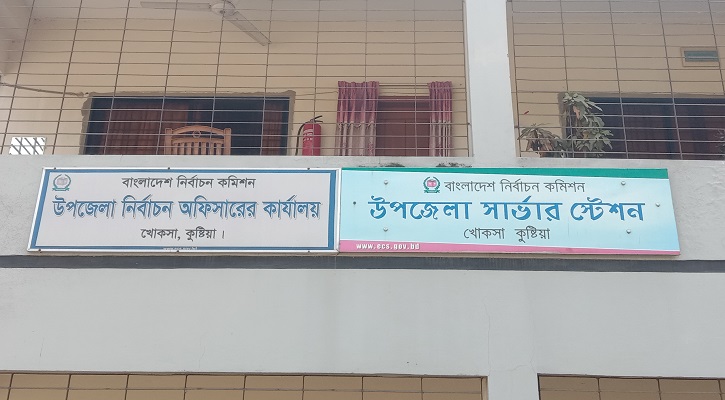 বাংলাদেশ নির্বাচন কমিশন
উপজেলা নির্বাচন অফিসারের কার্যালয়
খোকসা, কুষ্টিয়া।
বাংলাদেশ নির্বাচন কমিশন
উপজেলা সার্ভার স্টেশন
খোকসা কুষ্টিয়া
www.ecs.gov.bd